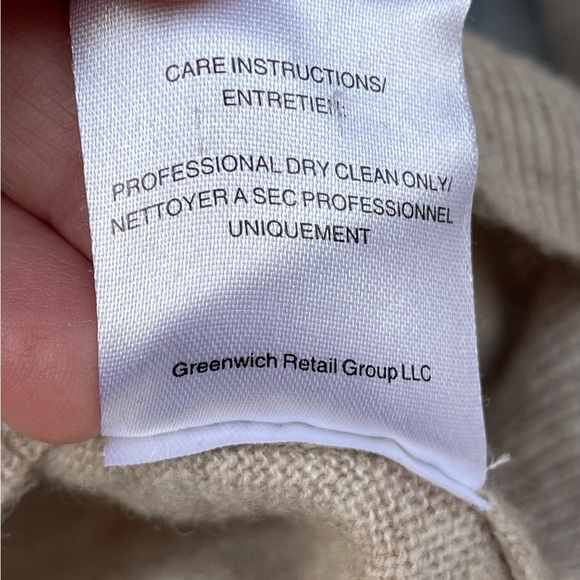 CARE INSTRUCTIONS/
ENTRETIEN:
PROFESSIONAL DRY CLEAN ONLY/
NETTOYER A SEC PROFESSIONNEL
UNIQUEMENT
Greenwich Retail Group LLC